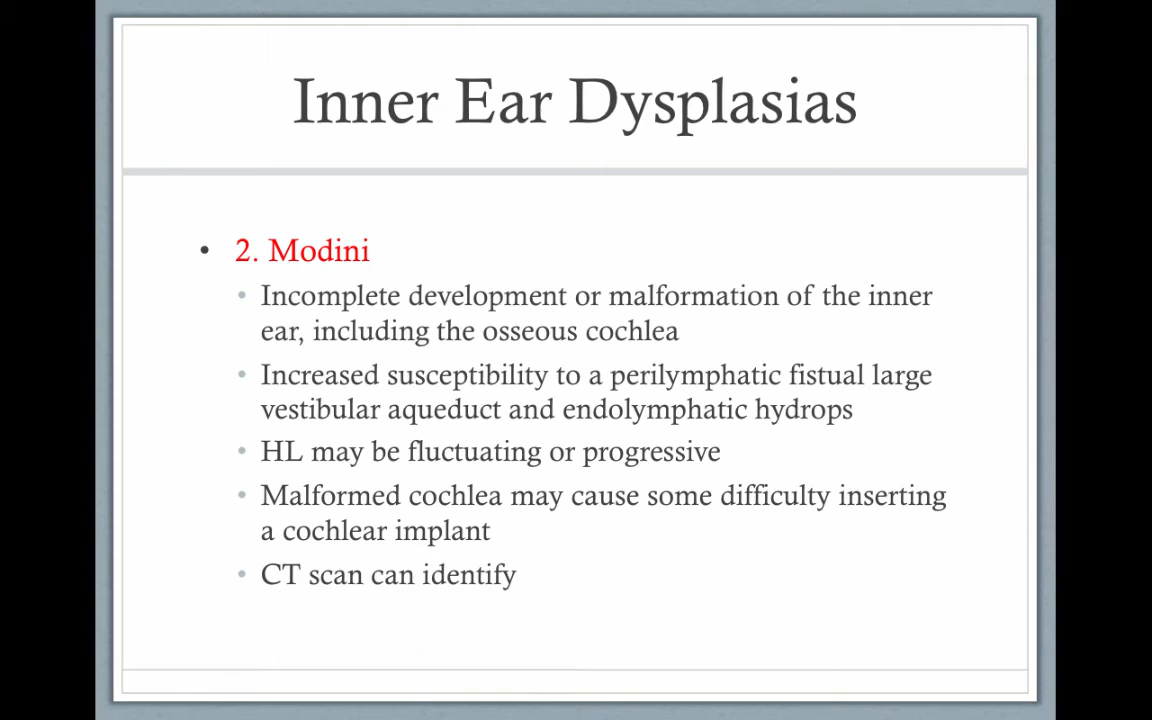 Inner Ear Dysplasias
• 2. Modini
• Incomplete development or malformation of the inner
ear, including the osseous cochlea
• Increased susceptibility to a perilymphatic fistual large
vestibular aqueduct and endolymphatic hydrops
• HL may be fluctuating or progressive
• Malformed cochlea may cause some difficulty inserting
a cochlear implant
• CT scan can identify